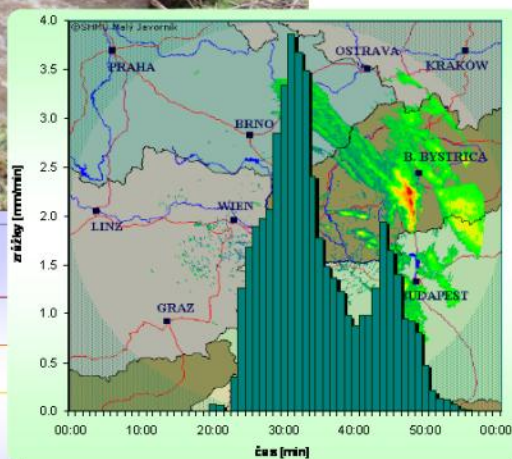 ©SHMÚ Malý Javorník
4.0
3.5
3.0
2.5
2.0
1.5
1.0
0.5
0.0
zrážky [mm/min]
PRAHA
OSTRAVA
KRAKÓW
BRNO
B. BYSTRICA
LINZ
WIEN
GRAZ
BUDAPEST
00:00 10:00 20:00 30:00 40:00 50:00 00:00
čas [min]